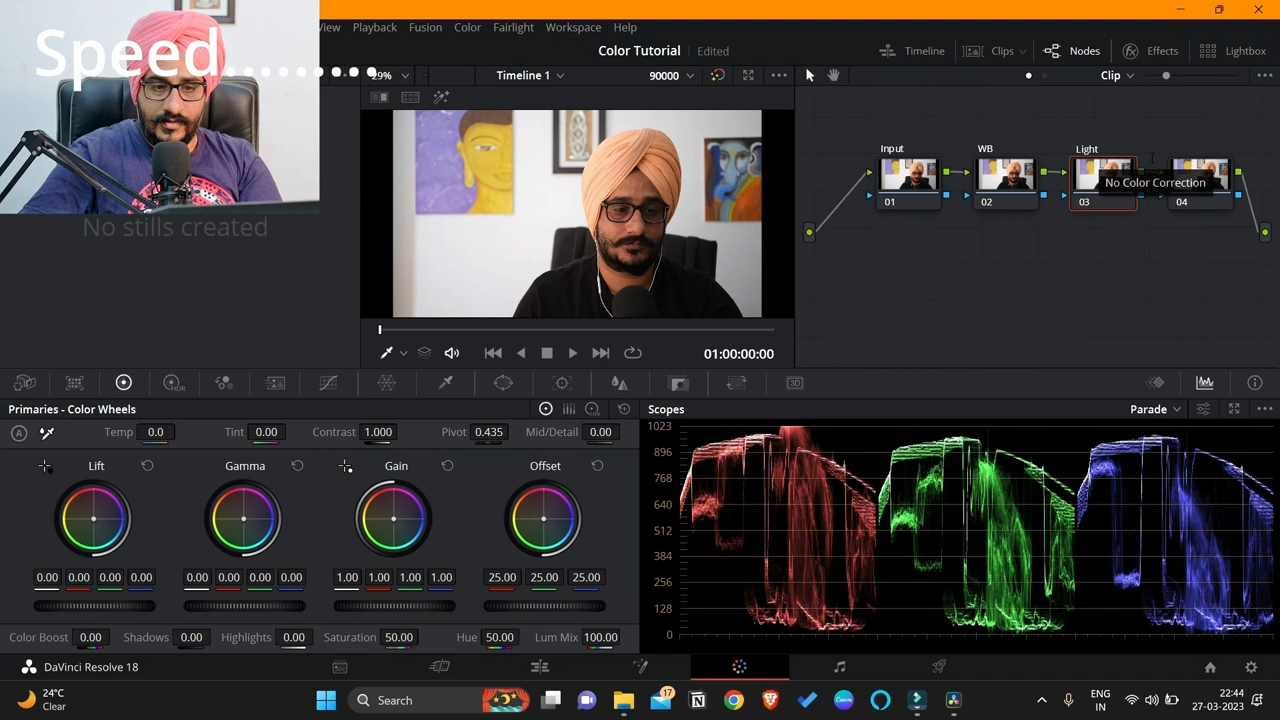 Speed..........
View Playback Fusion Color Fairlight Workspace Help
Color Tutorial Edited
Timeline Clips Nodes Effects Lightbox
Timeline 1 90000 Clip
No stills created
Input WB Light
No Color Correction
01 02 03 04
01:00:00:00
HDR
3D
Primaries - Color Wheels
LOG
Scopes Parade
A Temp 0.0 Tint 0.00 Contrast 1.000 Pivot 0.435 Mid/Detail 0.00
Lift Gamma Gain Offset
0.00 0.00 0.00 0.00 0.00 0.00 0.00 0.00 1.00 1.00 1.00 1.00 25.00 25.00 25.00
Color Boost 0.00 Shadows 0.00 Highlights 0.00 Saturation 50.00 Hue 50.00 Lum Mix 100.00
1023
896
768
640
512
384
256
128
0
DaVinci Resolve 18
24°C
Clear
Search
17
ENG
IN
22:44
27-03-2023